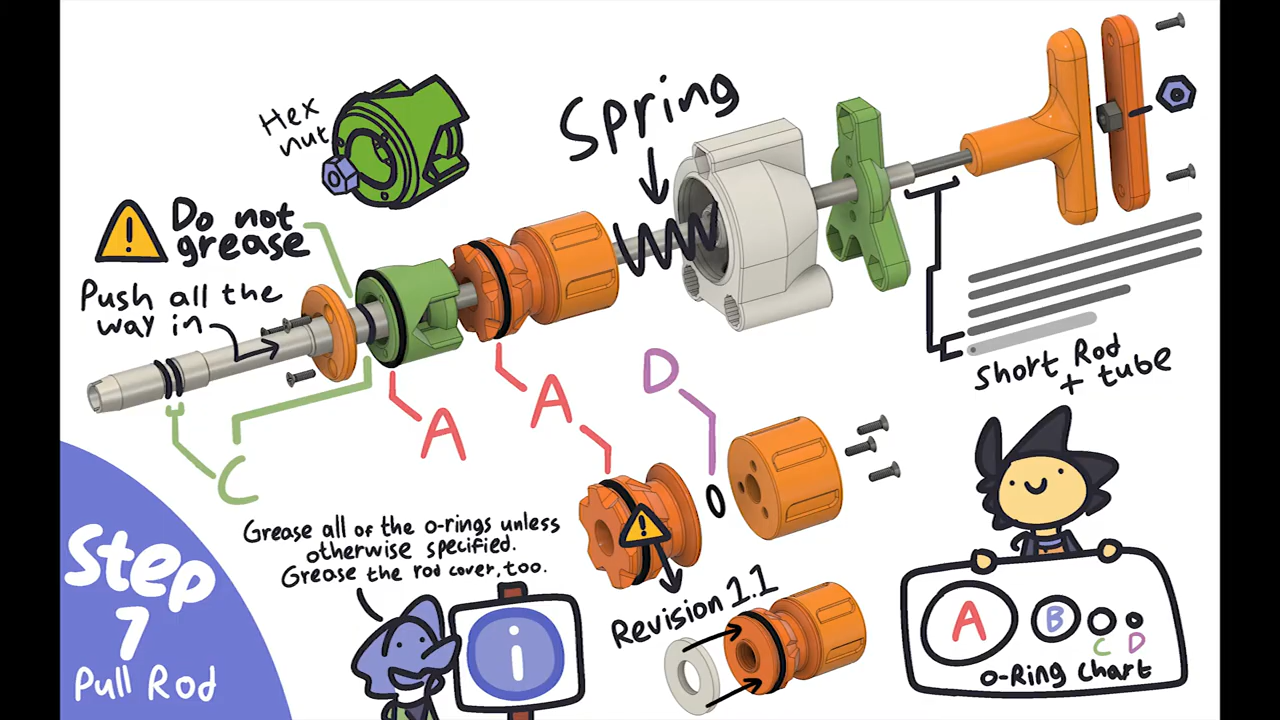 Hex
nut
Spring
Do not
grease
Push all the
way in
C
A
A
D
Short Rod
+ tube
Grease all of the o-rings unless
otherwise specified.
Grease the rod cover, too.
Revision 1.1
Step
7
Pull Rod
i
A
B
C
D
O-Ring Chart